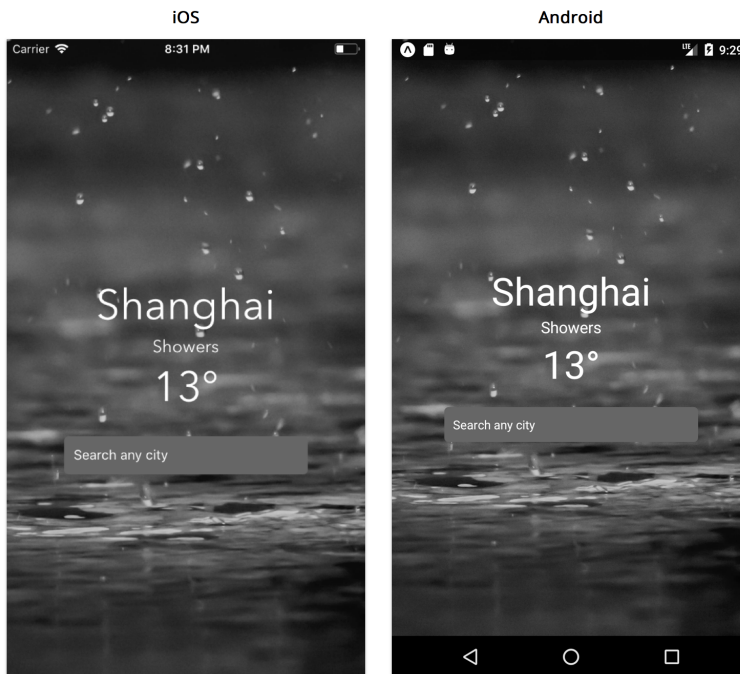 iOS
Carrier
8:31 PM
Shanghai
Showers
13°
Search any city
Android
LTE
9:29
Shanghai
Showers
13°
Search any city